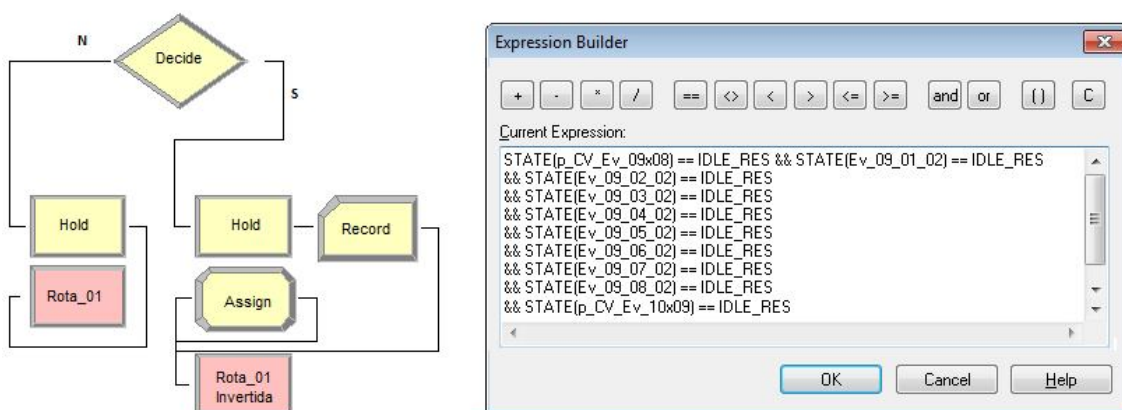 N
Decide
S
Hold
Hold
Record
Rota_01
Assign
Rota_01
Invertida
Expression Builder
+ - * / == <> < > <= >= and or () C
Current Expression:
STATE(p_CV_Ev_09x08) == IDLE_RES && STATE(Ev_09_01_02) == IDLE_RES
&& STATE(Ev_09_02_02) == IDLE_RES
&& STATE(Ev_09_03_02) == IDLE_RES
&& STATE(Ev_09_04_02) == IDLE_RES
&& STATE(Ev_09_05_02) == IDLE_RES
&& STATE(Ev_09_06_02) == IDLE_RES
&& STATE(Ev_09_07_02) == IDLE_RES
&& STATE(Ev_09_08_02) == IDLE_RES
&& STATE(p_CV_Ev_10x09) == IDLE_RES
OK Cancel Help